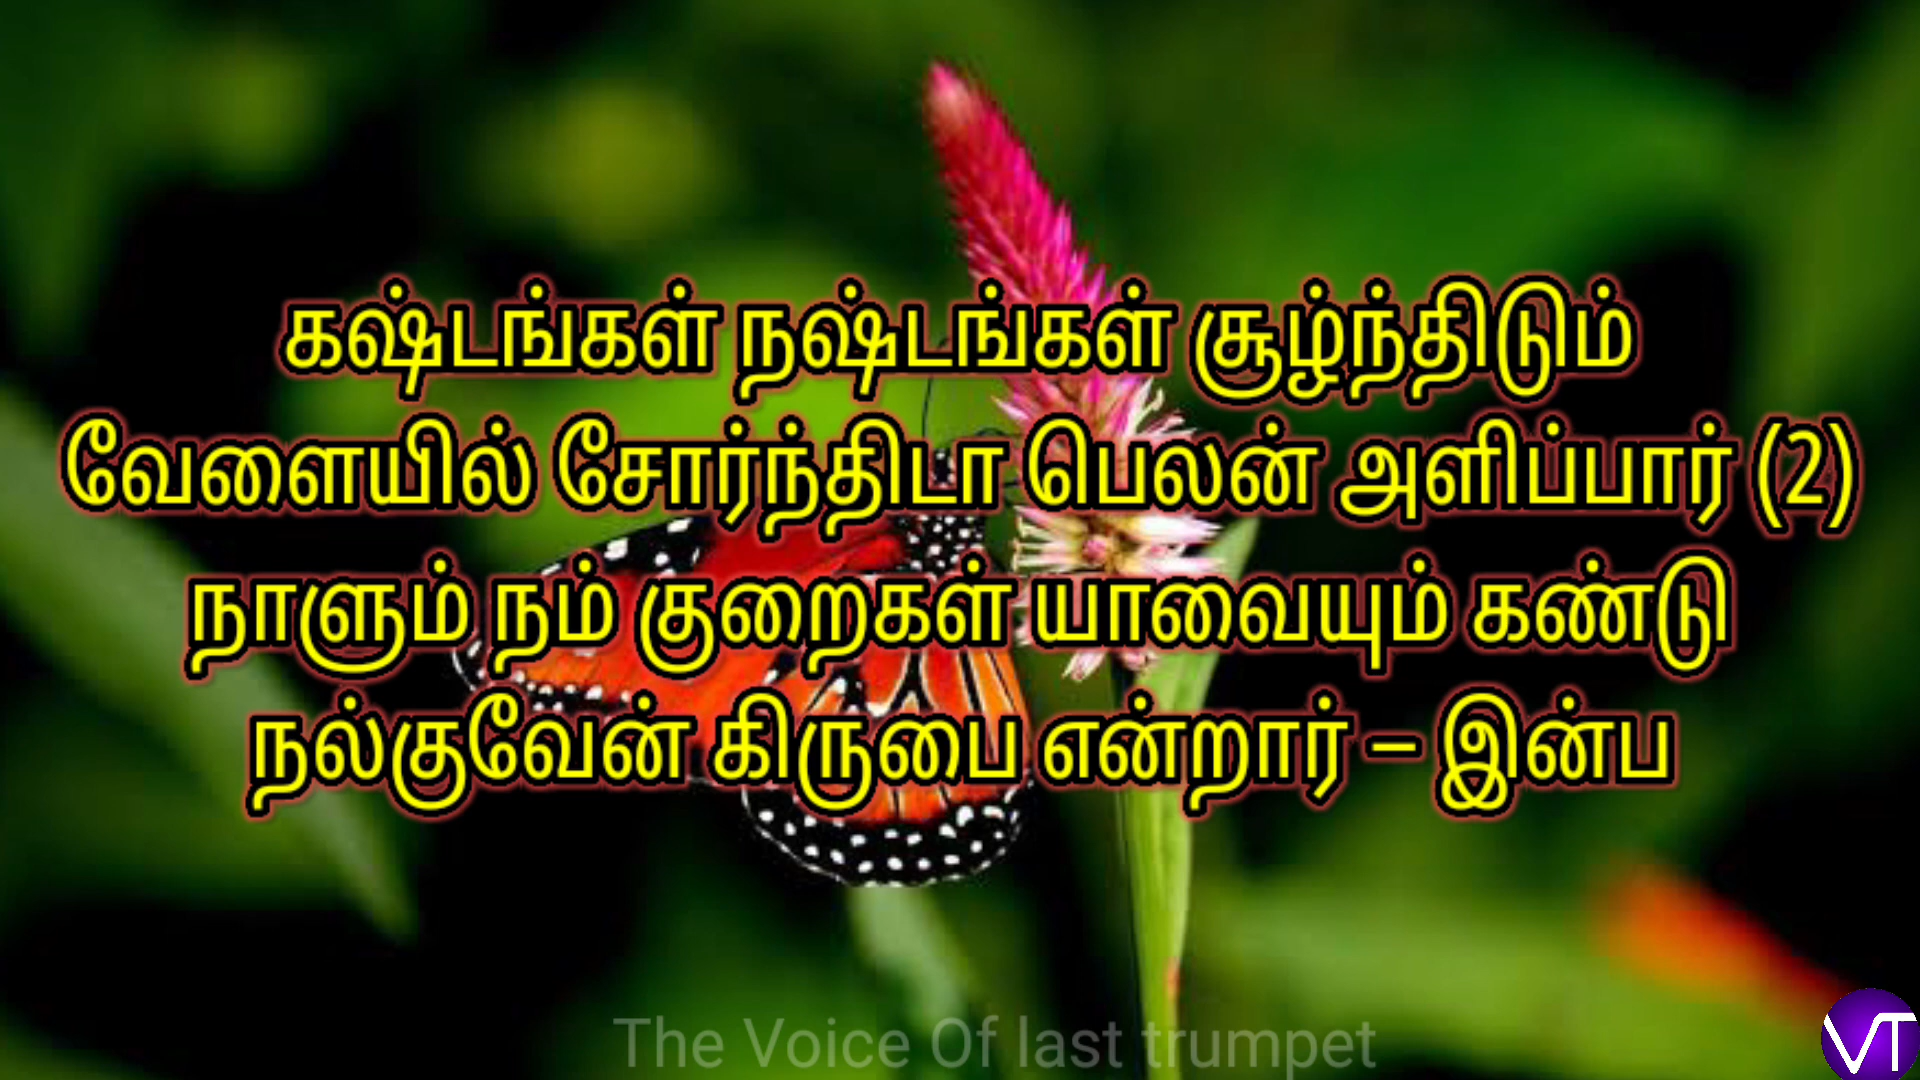 கஷ்டங்கள் நஷ்டங்கள் சூழ்ந்திடும்
வேளையில் சோர்ந்திடா பெலன் அளிப்பார் (2)
நாளும் நம் குறைகள் யாவையும் கண்டு
நல்குவேன் கிருபை என்றார் – இன்ப
The Voice Of last trumpet
VT